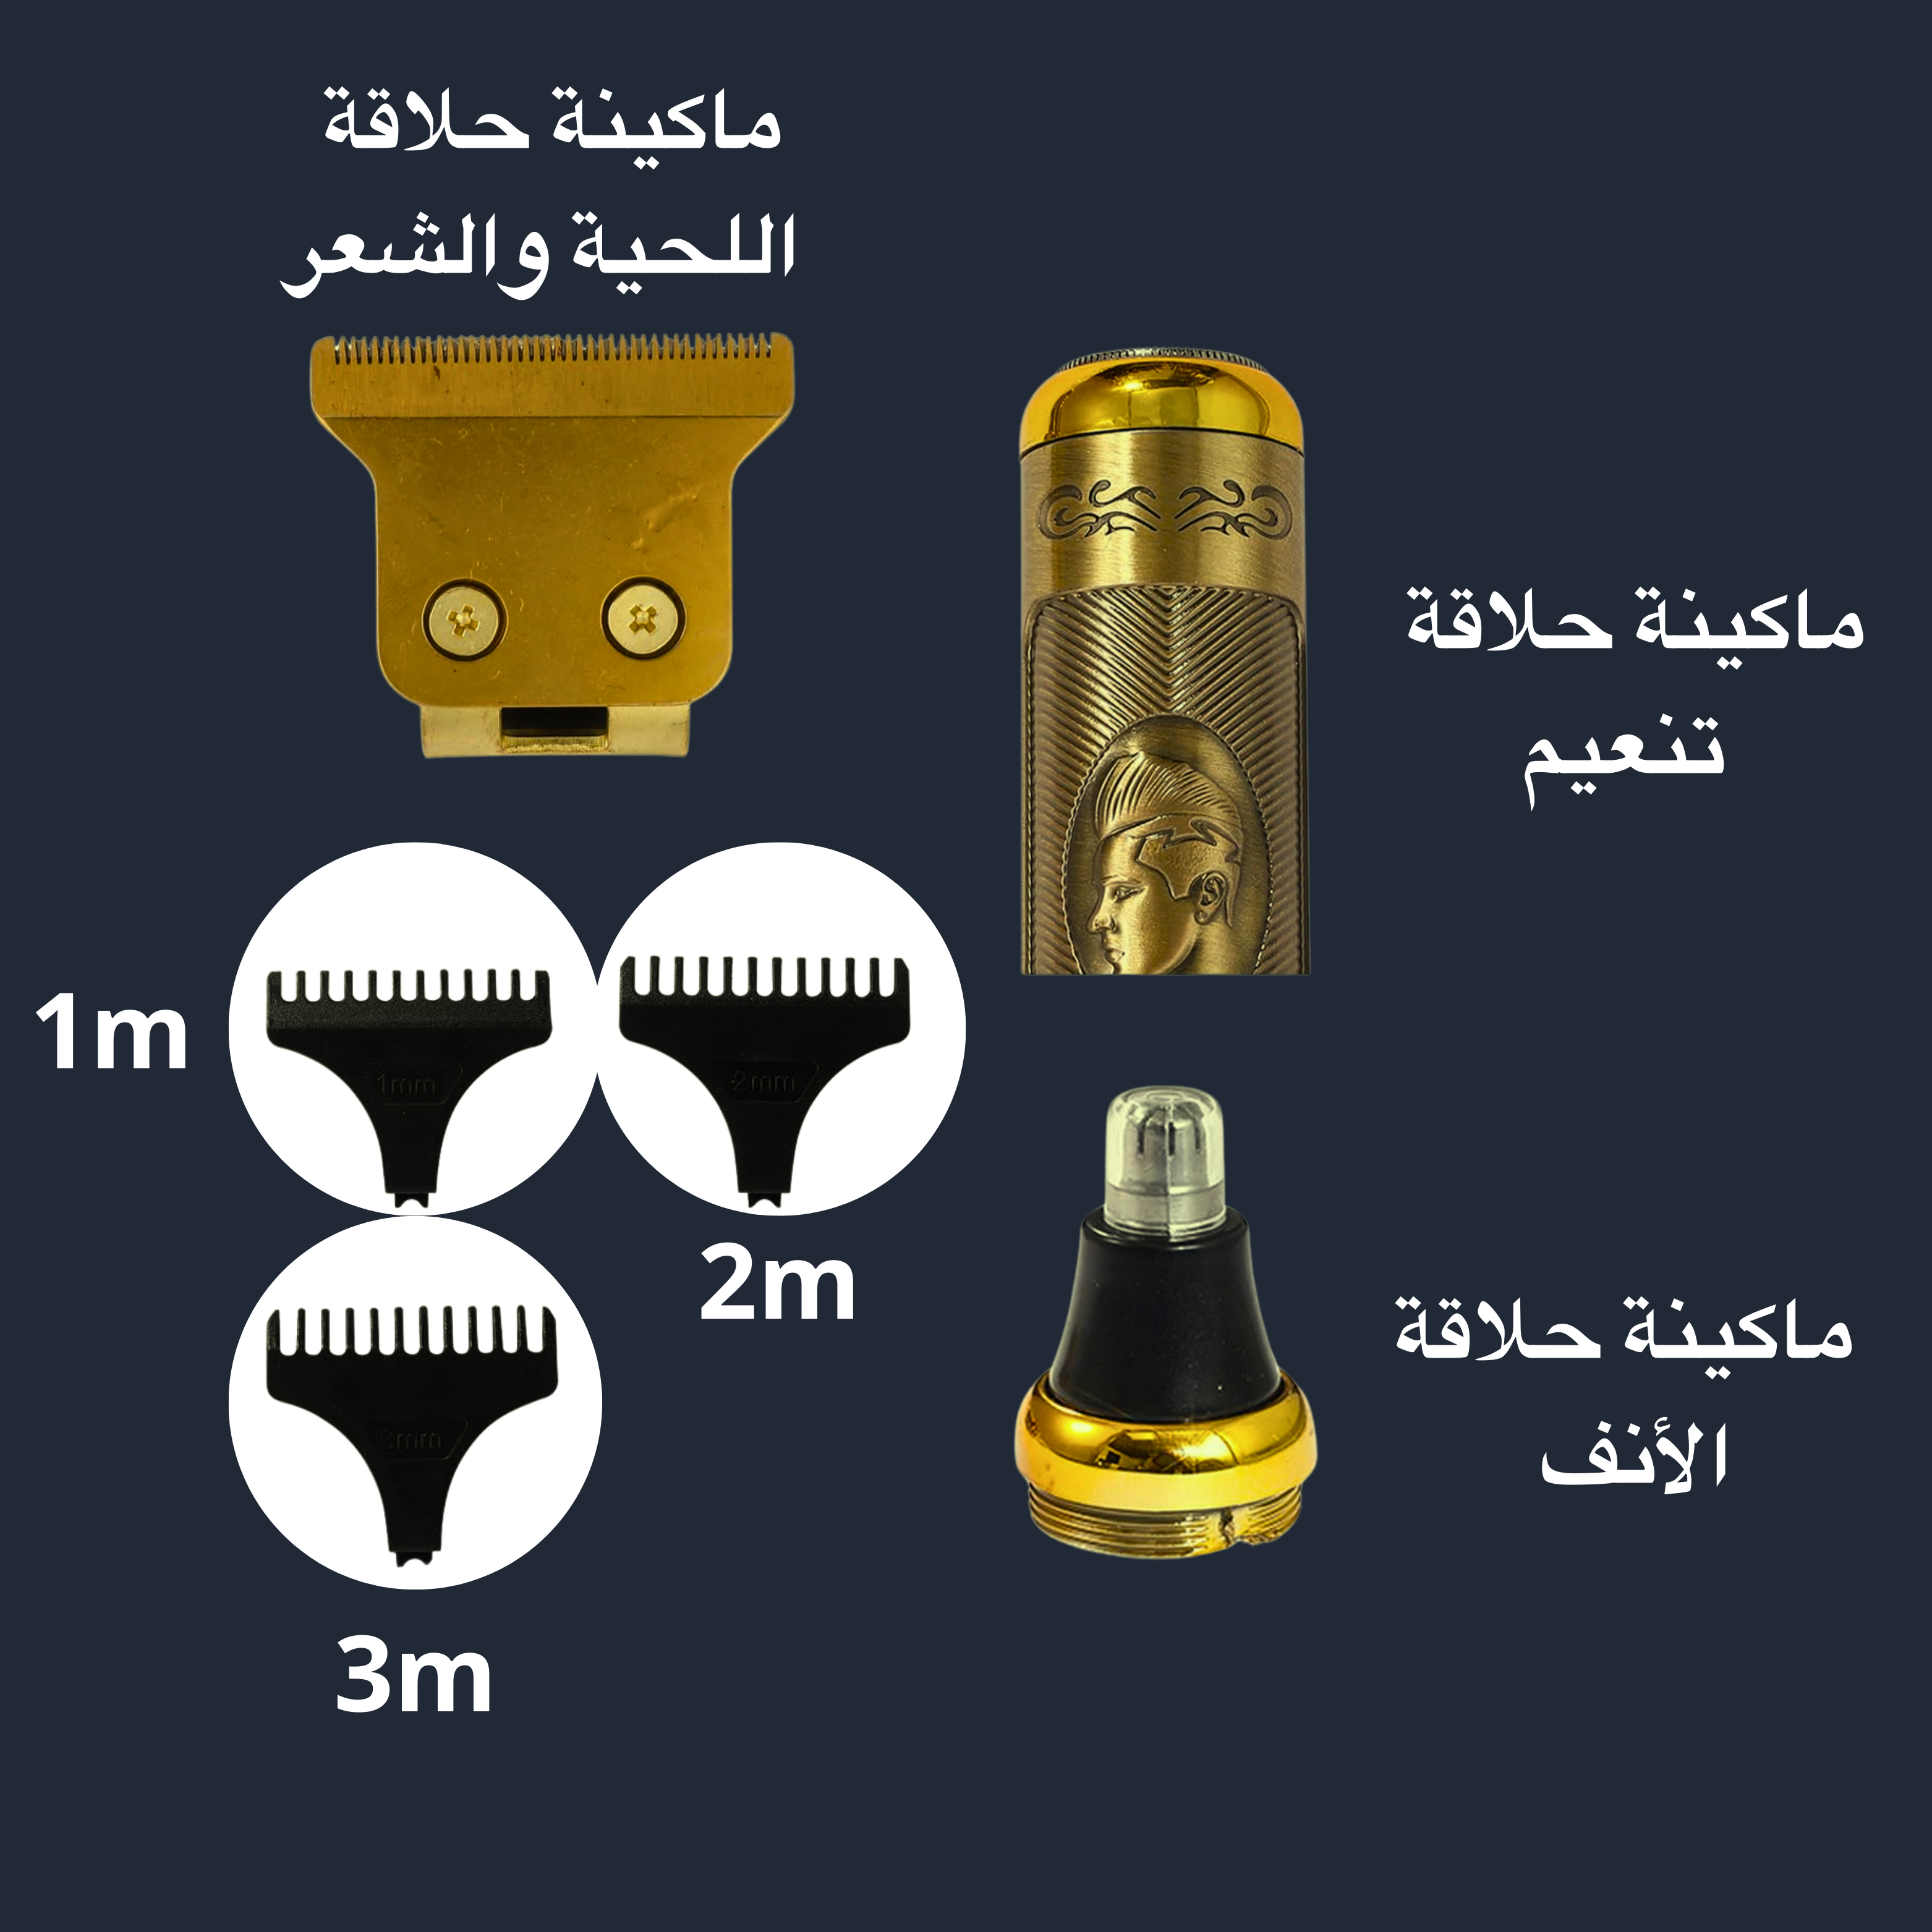 ماكينة حلاقة
اللحية والشعر
ماكينة حلاقة
تنعيم
1m
1mm
2mm
2m
3mm
3m
ماكينة حلاقة
الأنف